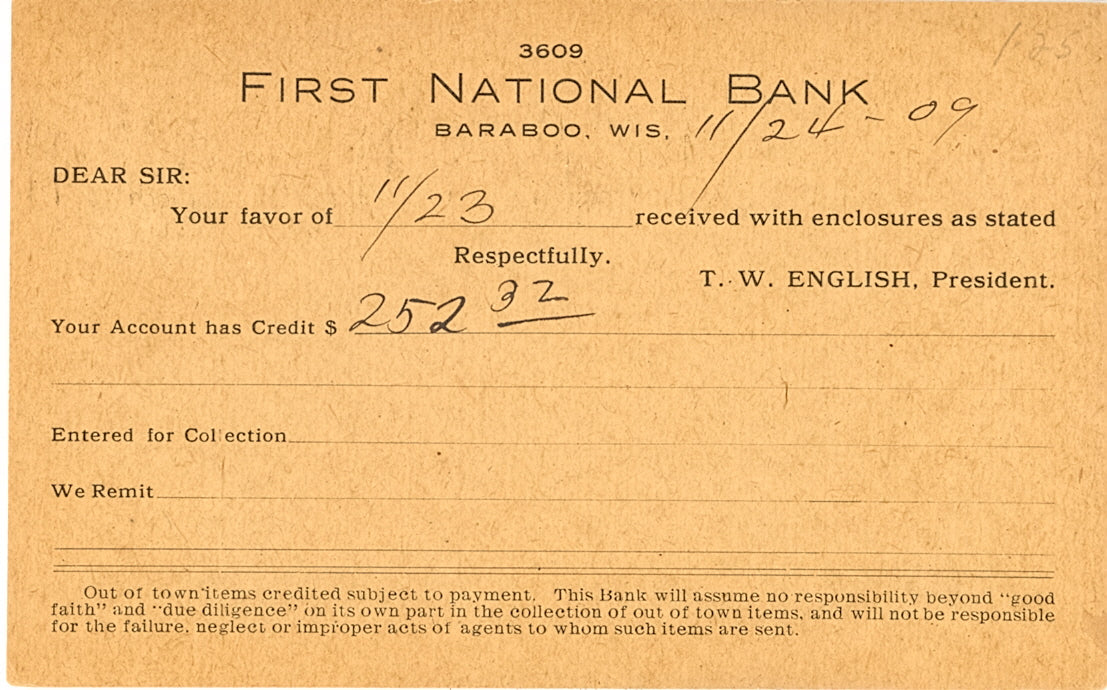 125
3609
FIRST NATIONAL BANK
BARABOO, WIS, 11/24-09
DEAR SIR:
Your favor of 11/23 received with enclosures as stated
Respectfully.
T. W. ENGLISH, President.
Your Account has Credit $ 252 32
Entered for Collection
We Remit
Out of town items credited subject to payment. This Bank will assume no responsibility beyond "good
faith" and "due diligence" on its own part in the collection of out of town items, and will not be responsible
for the failure, neglect or improper acts of agents to whom such items are sent.